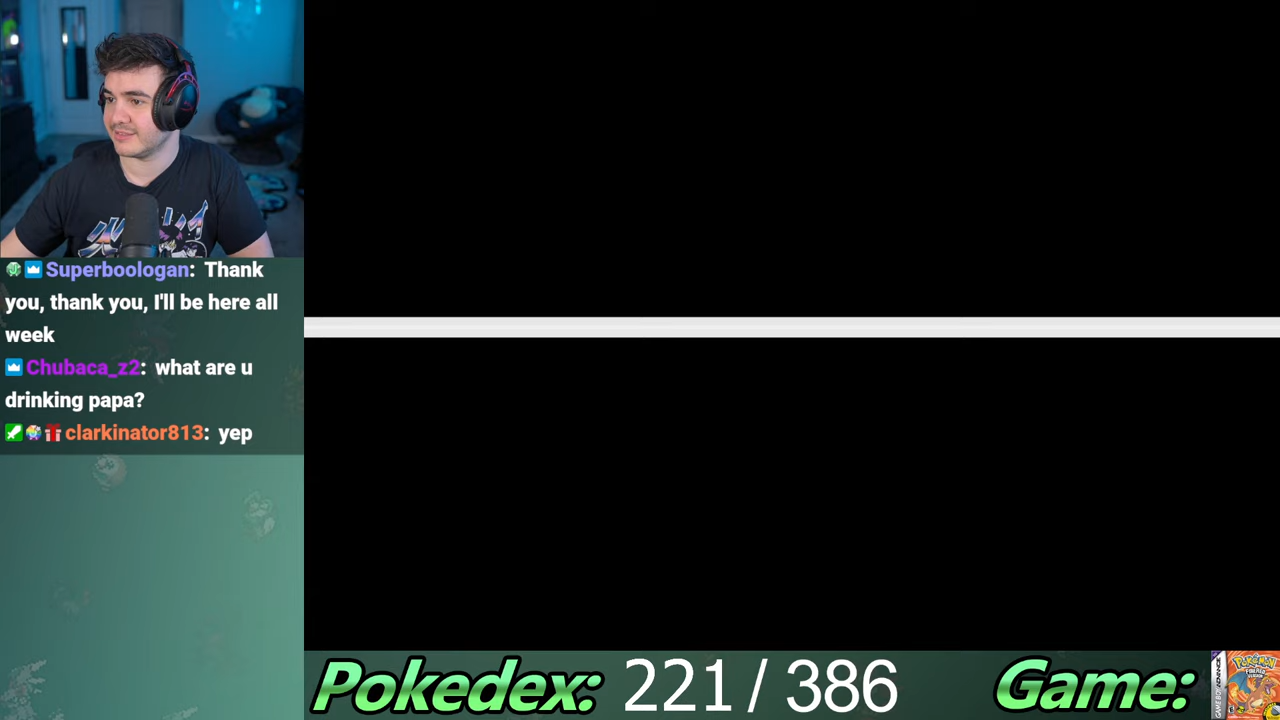 Superboologan: Thank
you, thank you, I'll be here all
week
Chubaca_z2: what are u
drinking papa?
clarkinator813: yep
Pokedex: 221 / 386
Game:
POKéMON